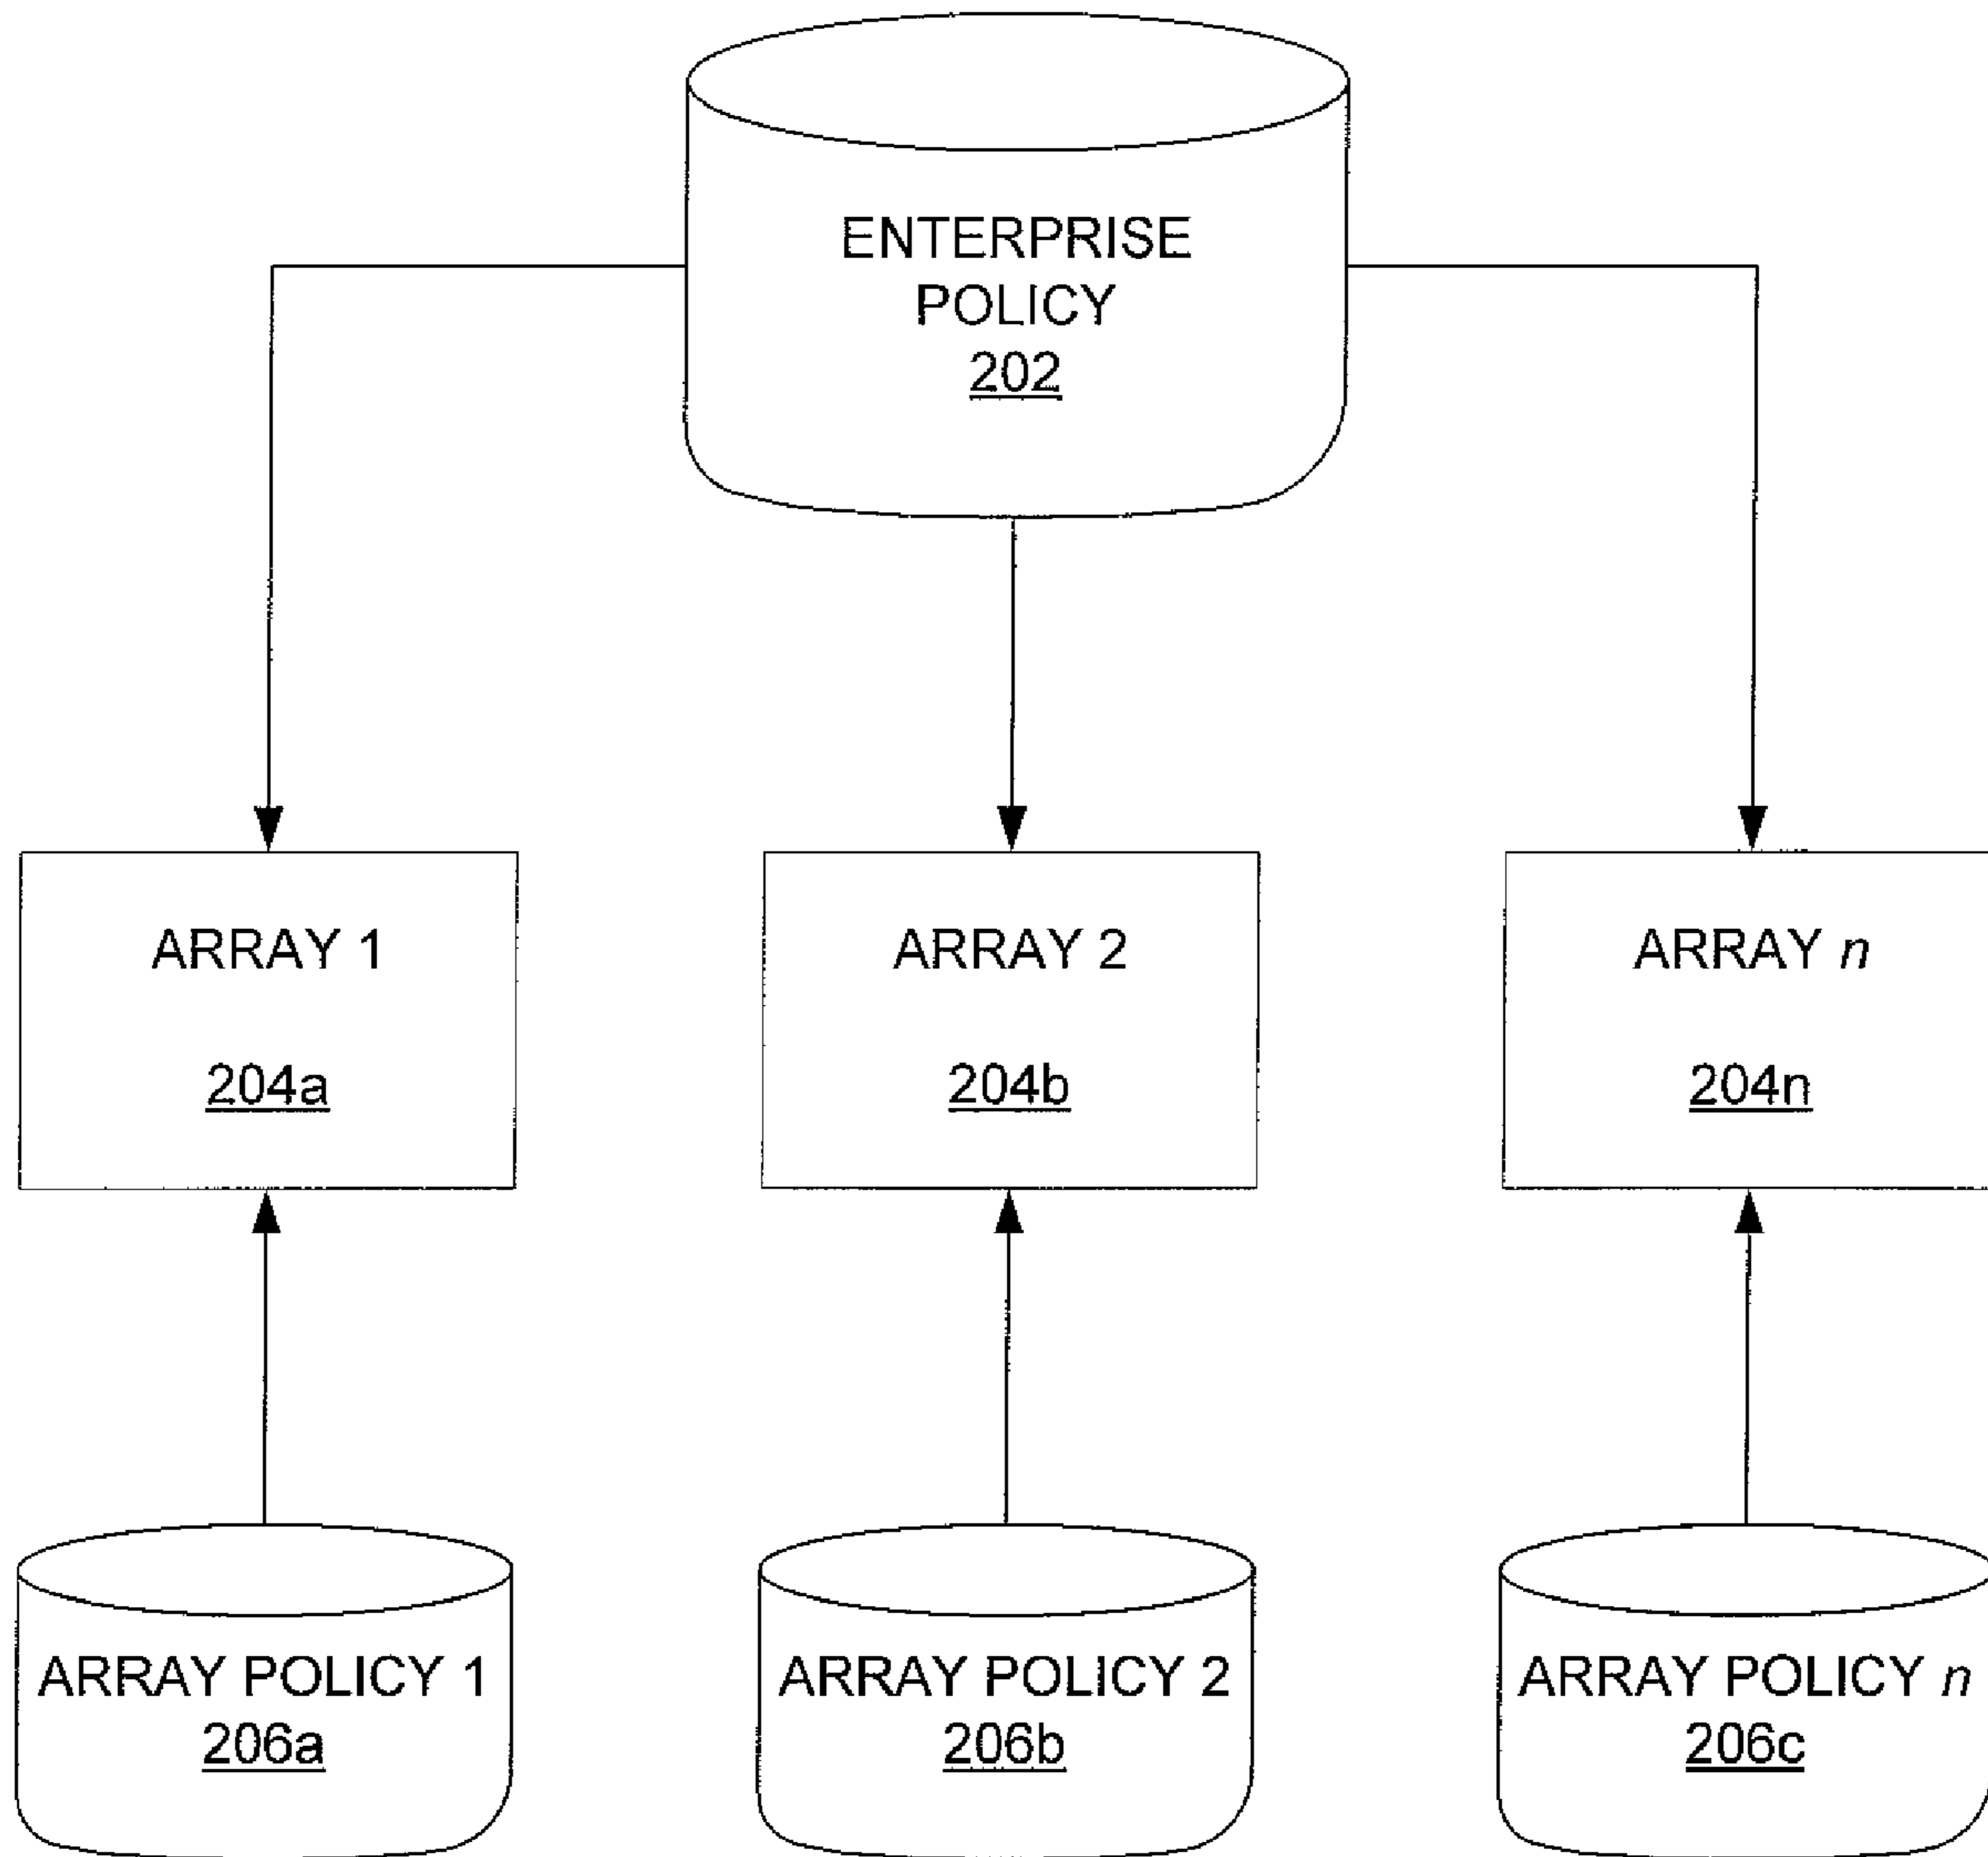 ENTERPRISE
POLICY
202
ARRAY 1
204a
ARRAY 2
204b
ARRAY n
204n
ARRAY POLICY 1
206a
ARRAY POLICY 2
206b
ARRAY POLICY n
206c